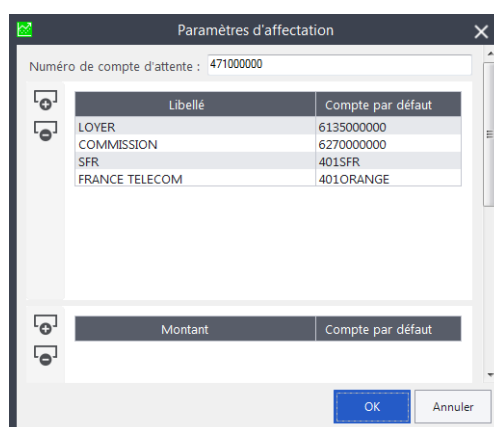 Paramètres d'affectation
Numéro de compte d'attente : 471000000
Libellé Compte par défaut
LOYER 6135000000
COMMISSION 6270000000
SFR 401SFR
FRANCE TELECOM 401ORANGE
Montant Compte par défaut
OK Annuler